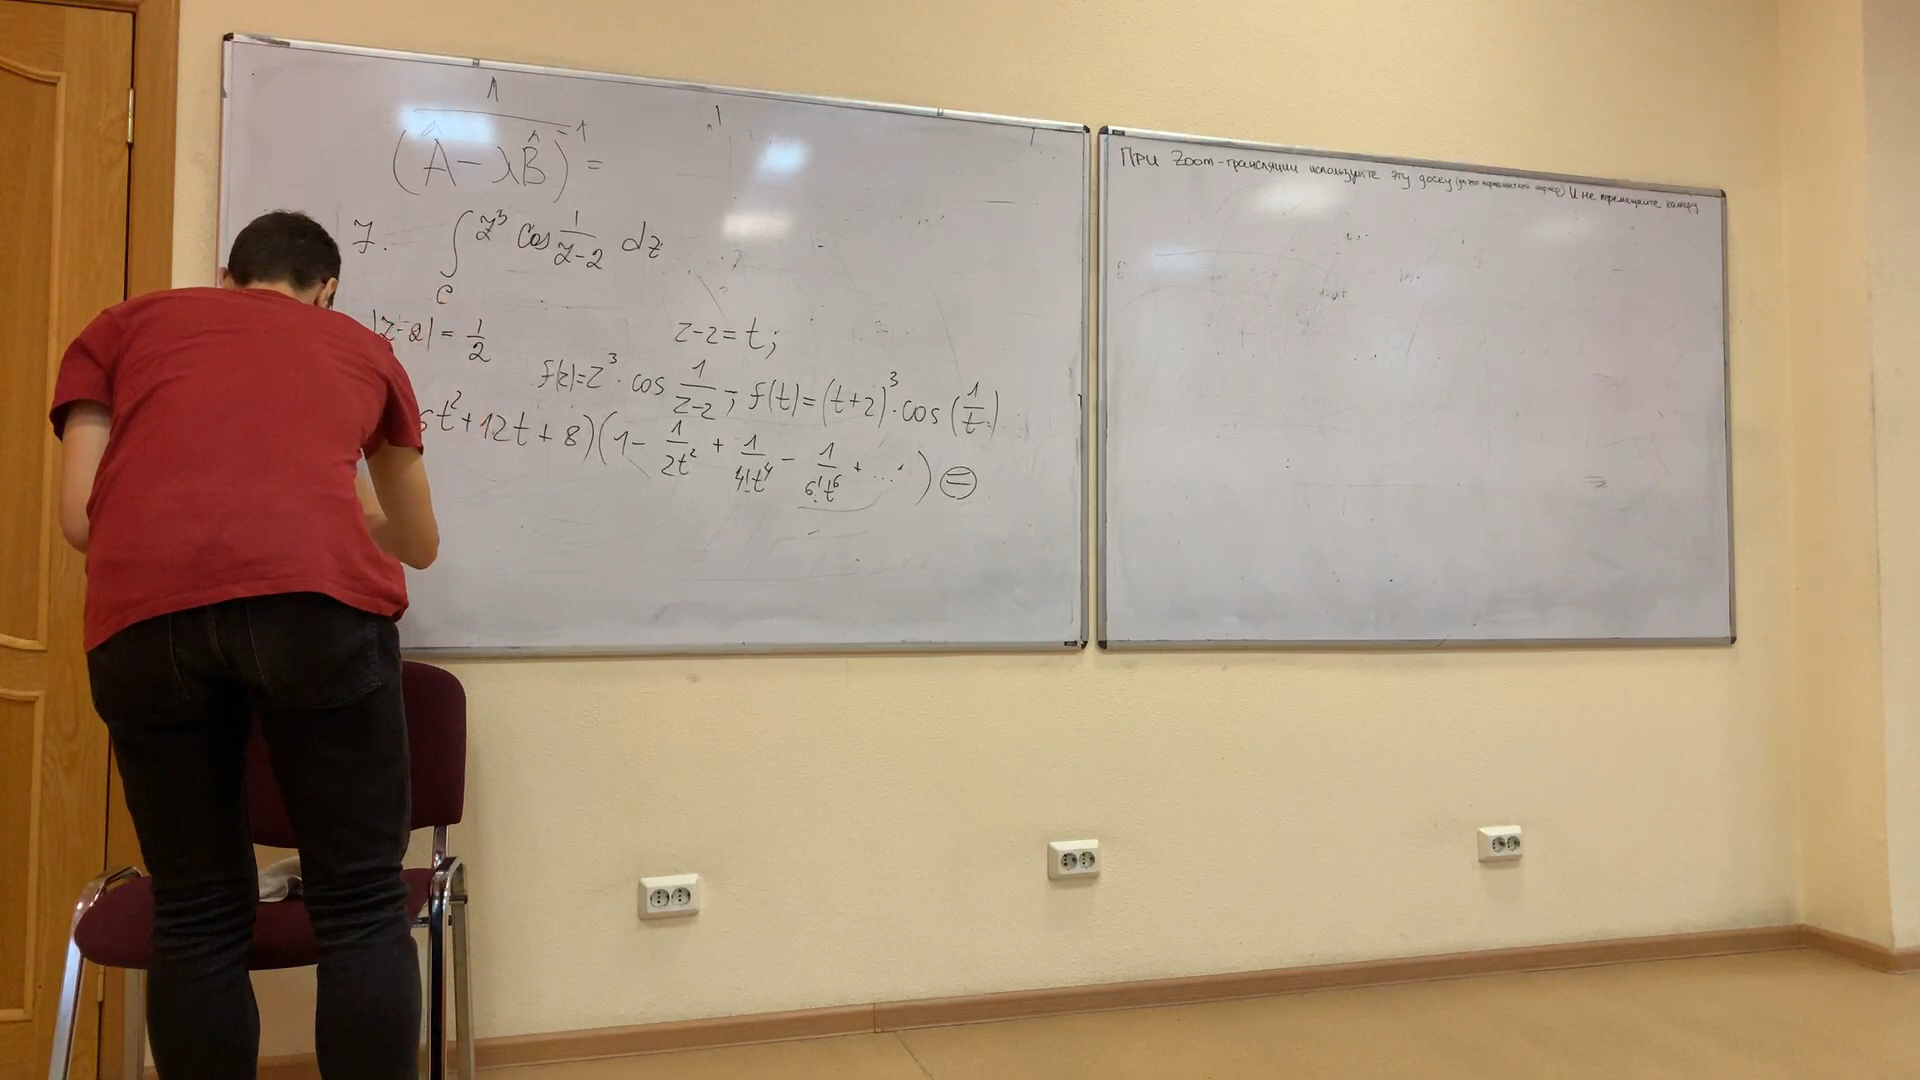 1
(Â - λB̂)⁻¹ =
7. ∫ z³ cos 1/(z-2) dz
C
|z-2| = 1/2
z-2 = t;
f(z) = z³ · cos 1/(z-2); f(t) = (t+2)³ · cos (1/t)
6t² + 12t + 8)(1 - 1/2t² + 1/4!t⁴ - 1/6!t⁶ + ...) ⊜
При Zoom-трансляции используйте эту доску и не перемещайте камеру